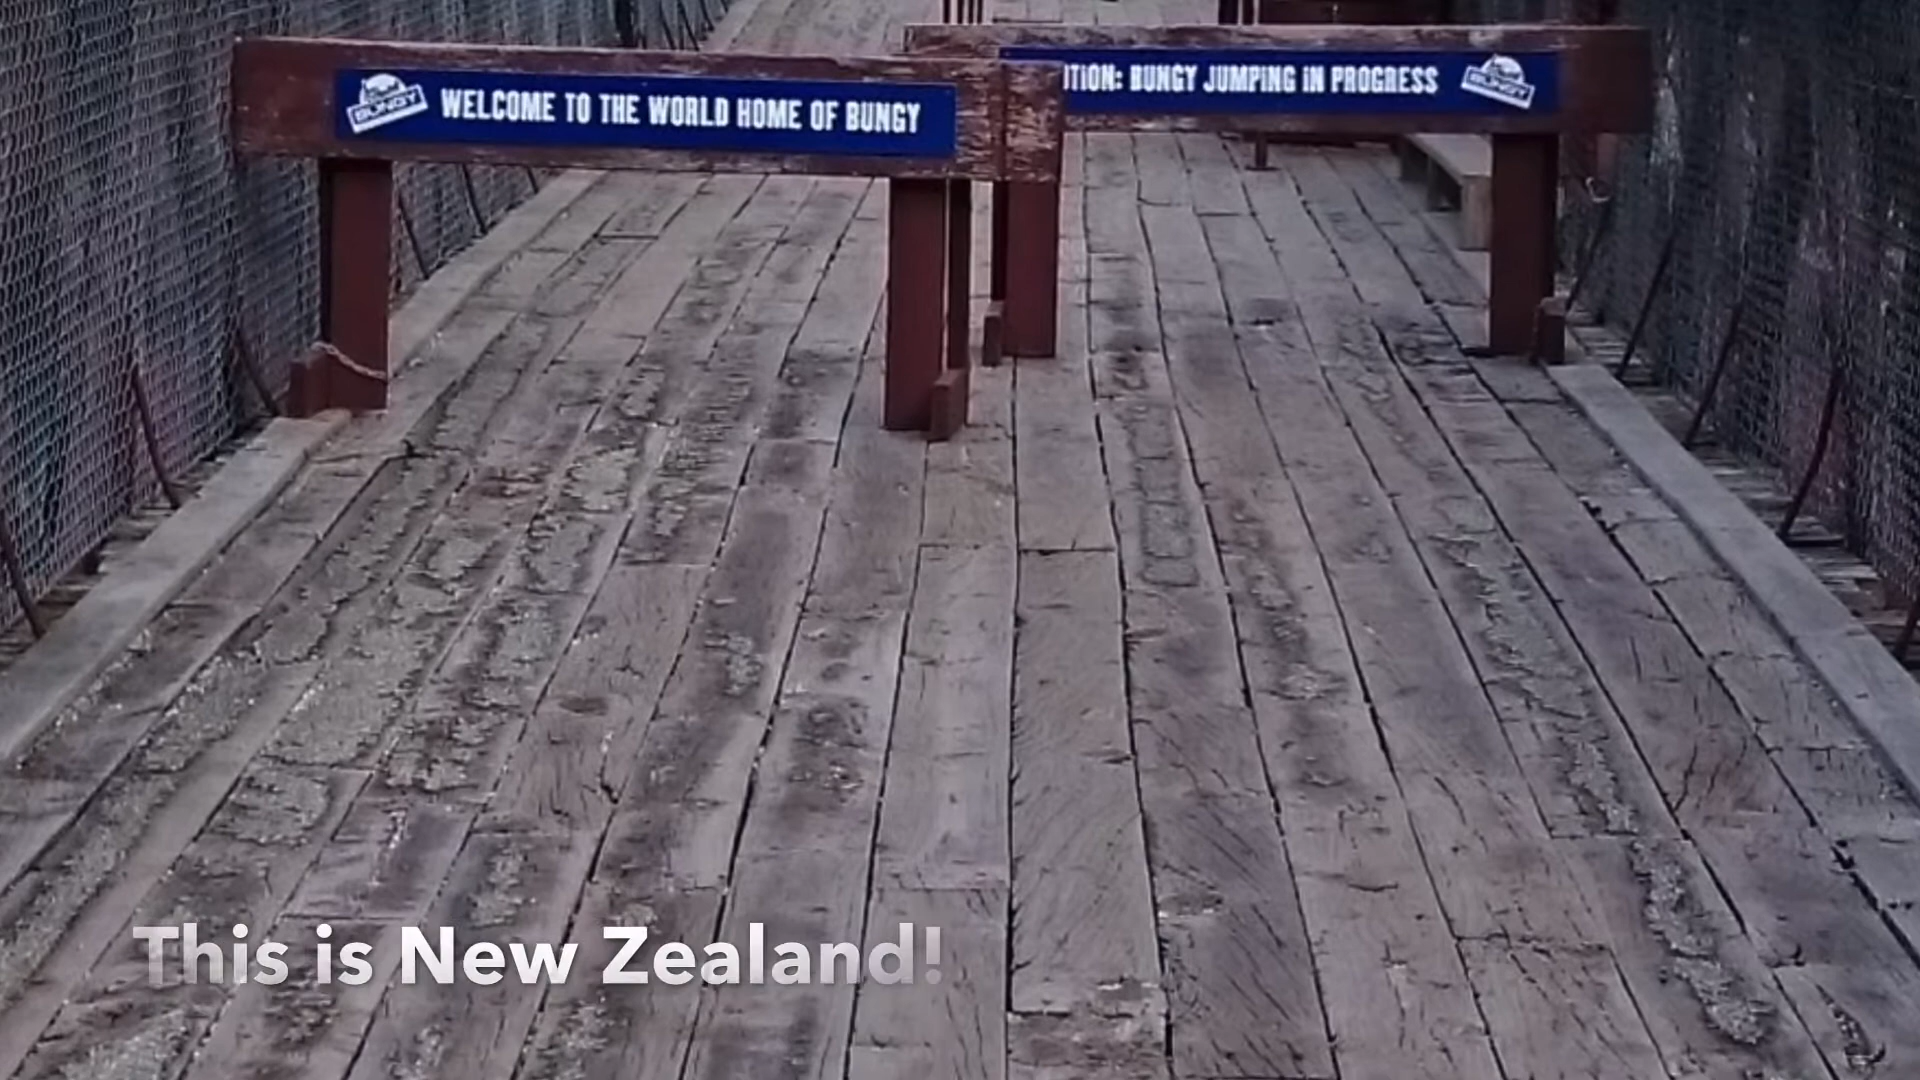 BUNGY
WELCOME TO THE WORLD HOME OF BUNGY
BUNGY JUMPING IN PROGRESS
BUNGY
This is New Zealand!